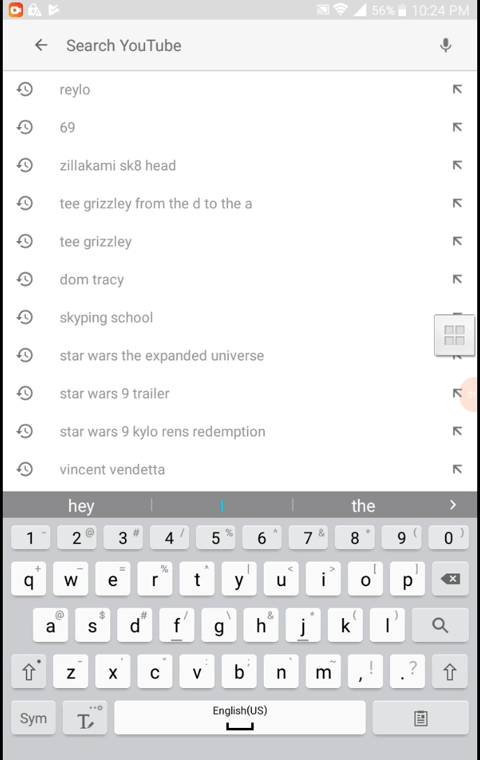 56% 10:24 PM
Search YouTube
reylo
69
zillakami sk8 head
tee grizzley from the d to the a
tee grizzley
dom tracy
skyping school
star wars the expanded universe
star wars 9 trailer
star wars 9 kylo rens redemption
vincent vendetta
hey | i | the >
1 - 2 @ 3 # 4 / 5 % 6 ^ 7 & 8 * 9 ( 0 )
q + w - e = r % t ^ y | u < i > o [ p ]
a @ s $ d # f / g \ h & j * k ( l )
z - x ' c " v : b ; n ' m ~ , ! . ?
Sym T English(US)